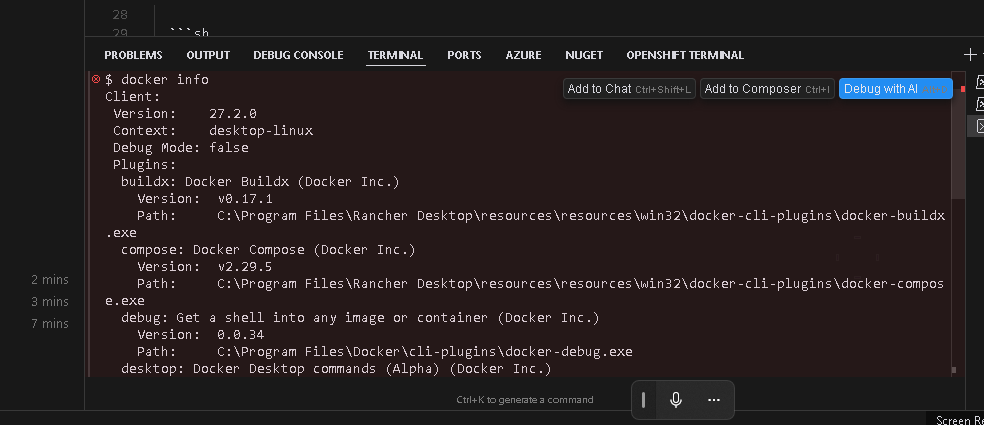 28
29 ```sh
PROBLEMS OUTPUT DEBUG CONSOLE TERMINAL PORTS AZURE NUGET OPENSHIFT TERMINAL
$ docker info
Add to Chat Ctrl+Shift+L Add to Composer Ctrl+I Debug with AI
Client:
Version: 27.2.0
Context: desktop-linux
Debug Mode: false
Plugins:
buildx: Docker Buildx (Docker Inc.)
Version: v0.17.1
Path: C:\Program Files\Rancher Desktop\resources\resources\win32\docker-cli-plugins\docker-buildx
.exe
compose: Docker Compose (Docker Inc.)
Version: v2.29.5
Path: C:\Program Files\Rancher Desktop\resources\resources\win32\docker-cli-plugins\docker-compos
e.exe
debug: Get a shell into any image or container (Docker Inc.)
Version: 0.0.34
Path: C:\Program Files\Docker\cli-plugins\docker-debug.exe
desktop: Docker Desktop commands (Alpha) (Docker Inc.)
2 mins
3 mins
7 mins
Ctrl+K to generate a command
Screen Re